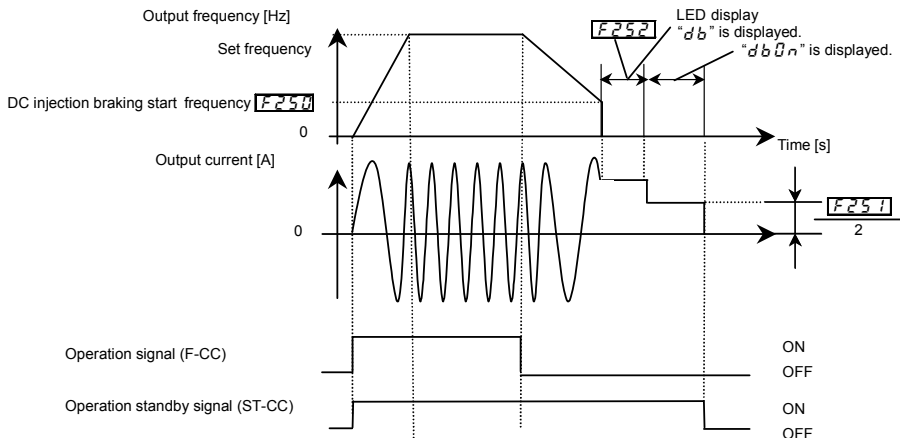 Output frequency [Hz]
LED display
F252
"db" is displayed.
Set frequency
"dbOn" is displayed.
DC injection braking start frequency F250
0
Time [s]
Output current [A]
F251
0
2
Operation signal (F-CC)
ON
OFF
Operation standby signal (ST-CC)
ON
OFF